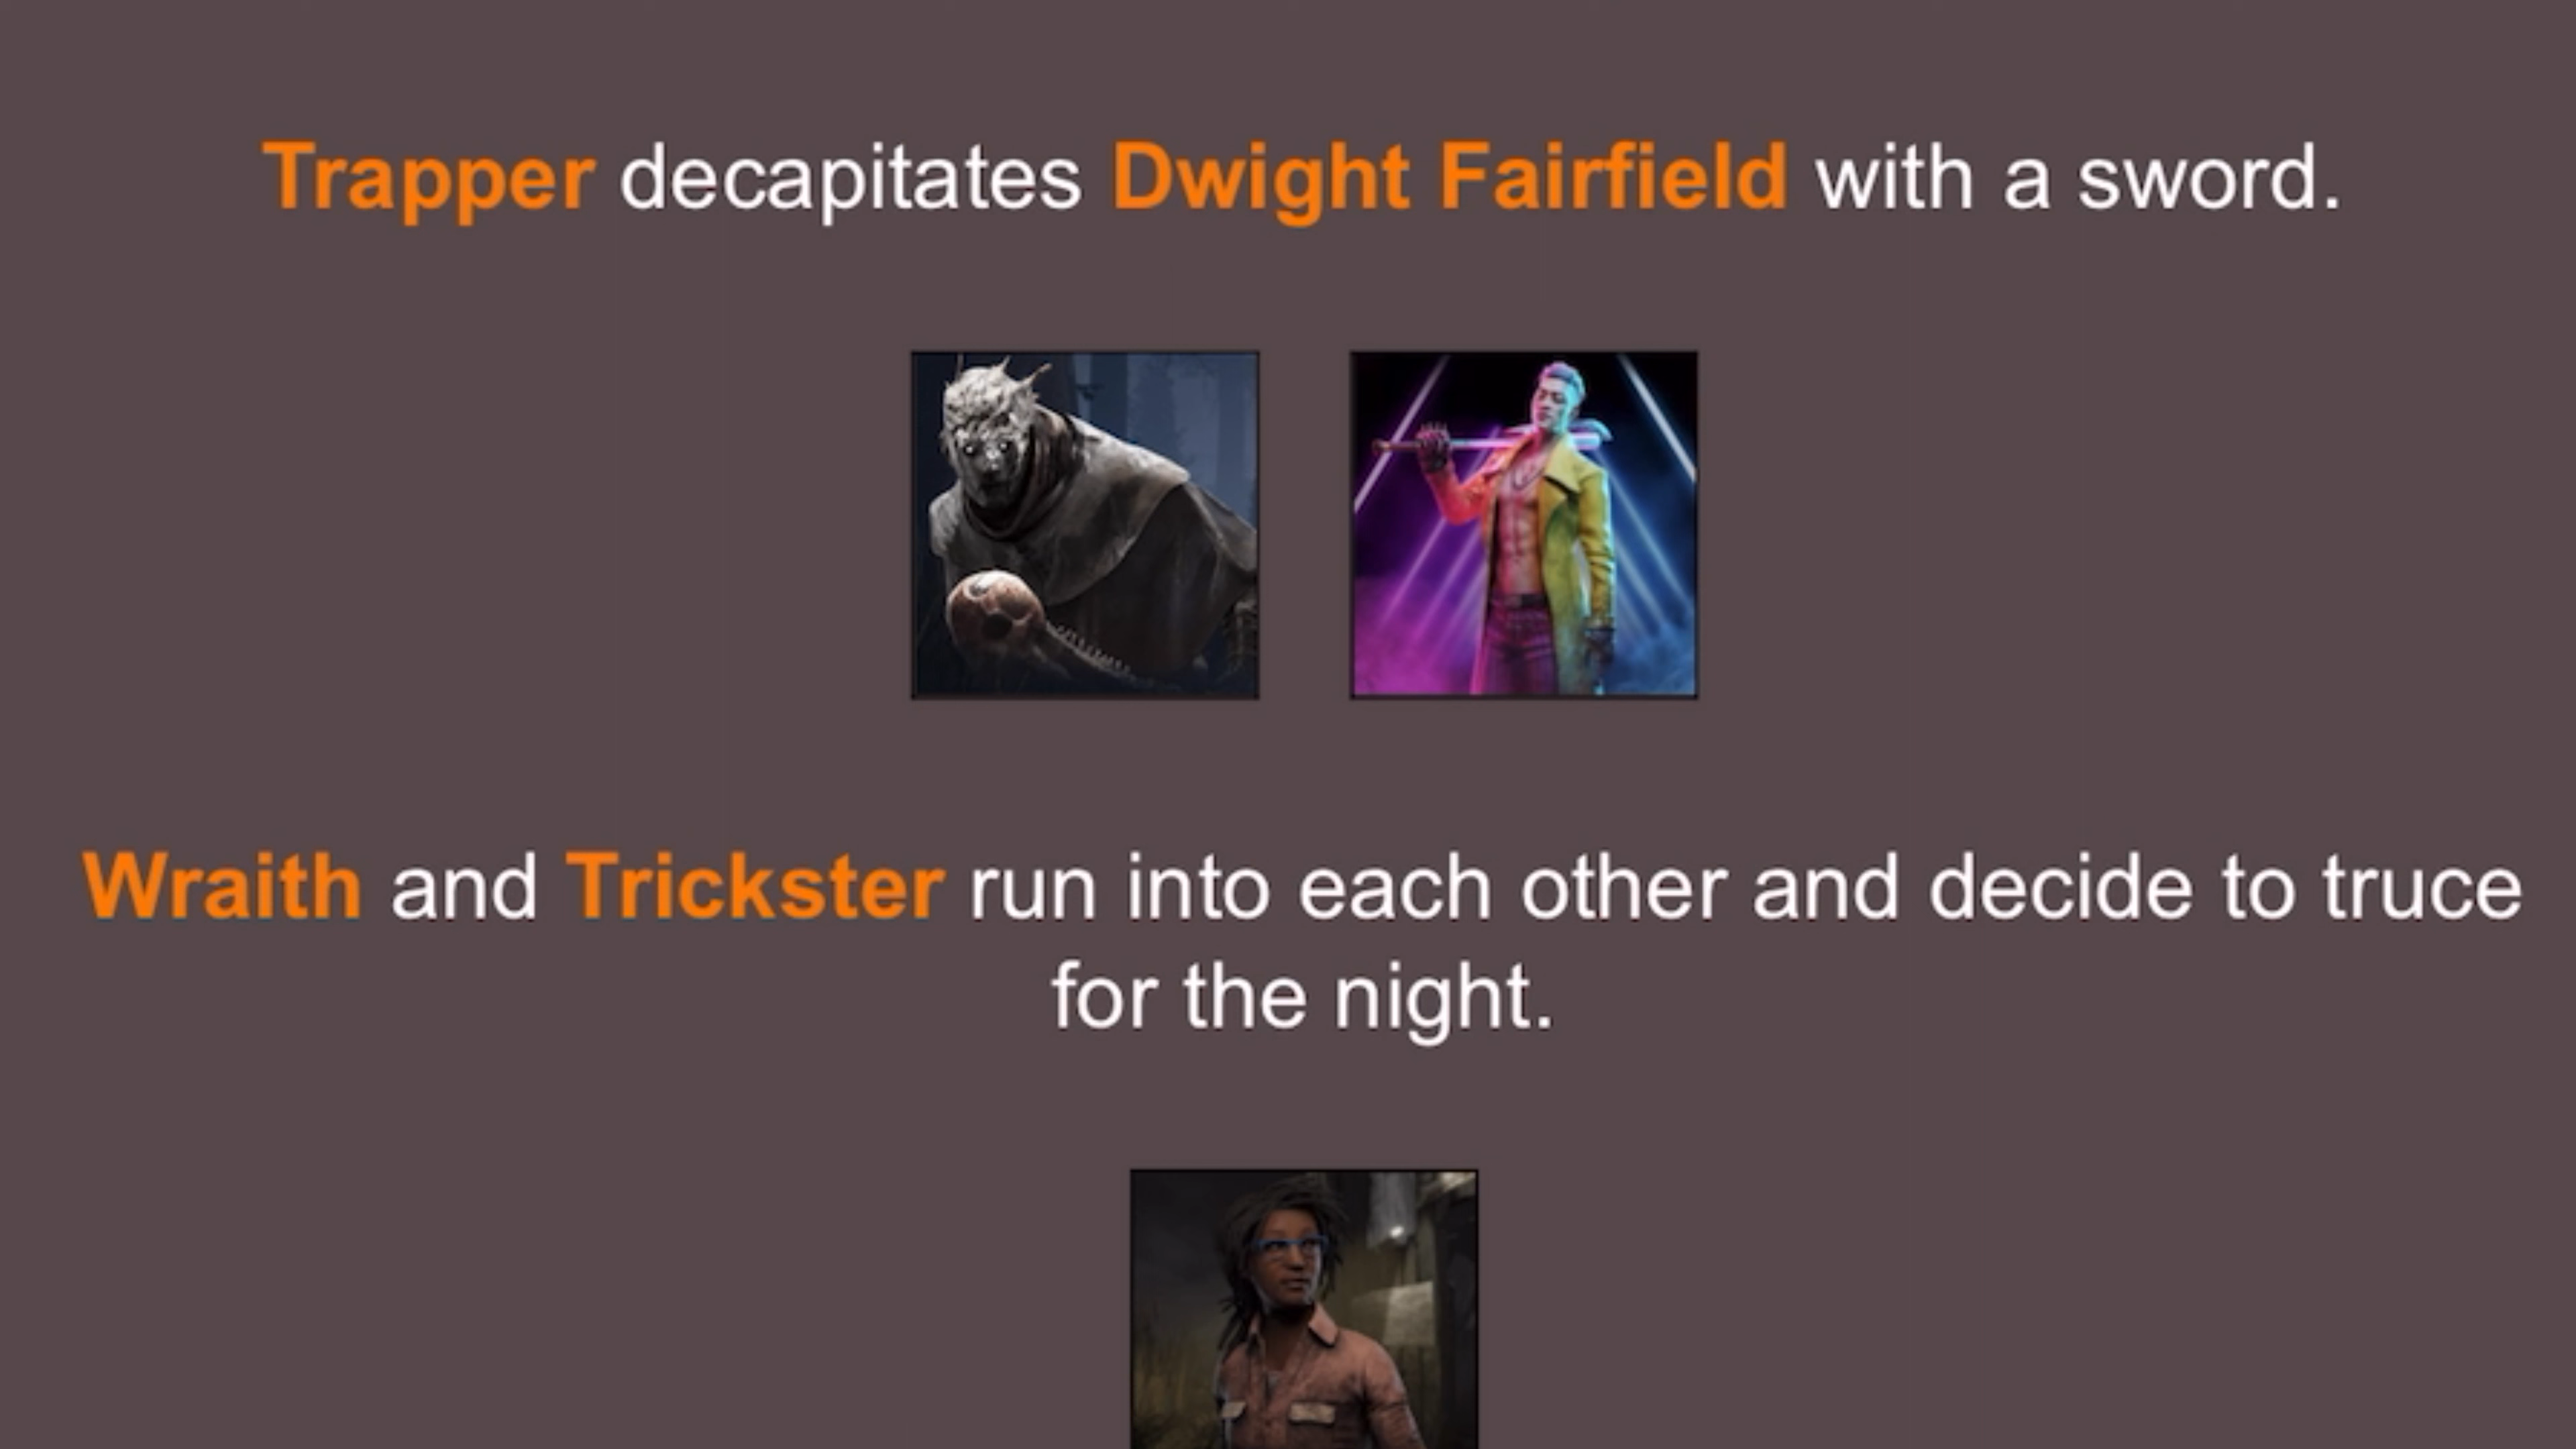 Trapper decapitates Dwight Fairfield with a sword.
Wraith and Trickster run into each other and decide to truce
for the night.